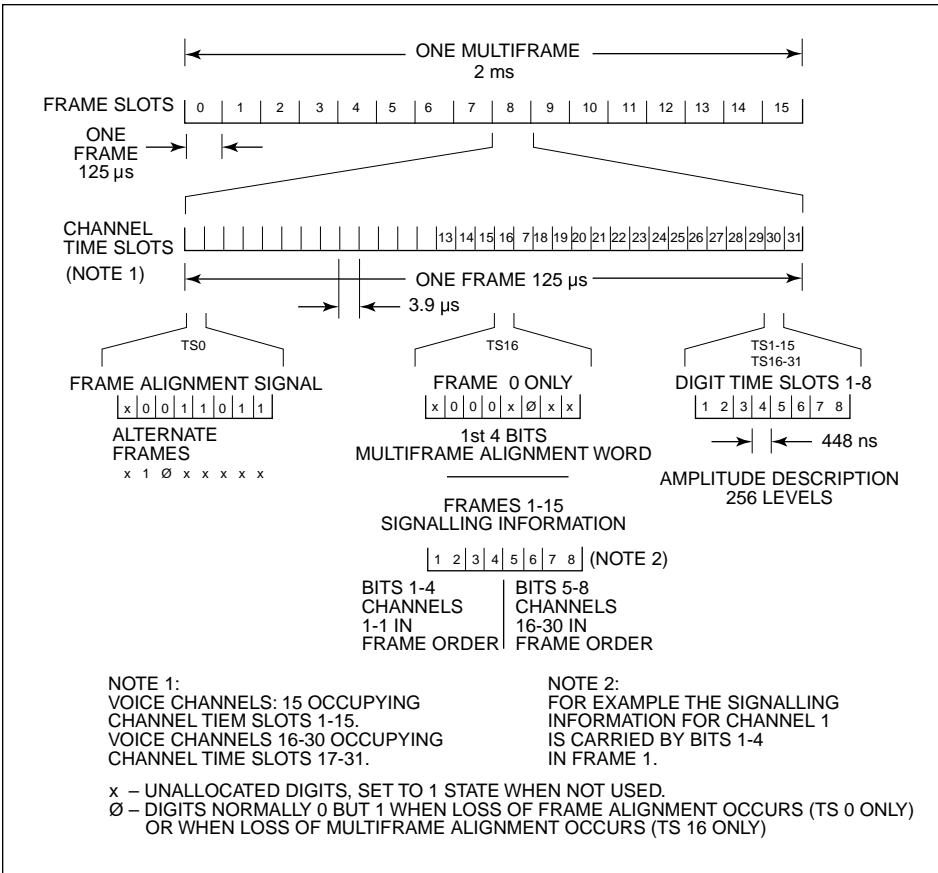 ONE MULTIFRAME
2 ms
FRAME SLOTS 0 1 2 3 4 5 6 7 8 9 10 11 12 13 14 15
ONE
FRAME
125 µs
CHANNEL
TIME SLOTS
(NOTE 1)
13 14 15 16 7 18 19 20 21 22 23 24 25 26 27 28 29 30 31
ONE FRAME 125 µs
3.9 µs
TS0
FRAME ALIGNMENT SIGNAL
x 0 0 1 1 0 1 1
ALTERNATE
FRAMES
x 1 Ø x x x x x
TS16
FRAME 0 ONLY
x 0 0 0 x Ø x x
1st 4 BITS
MULTIFRAME ALIGNMENT WORD
FRAMES 1-15
SIGNALLING INFORMATION
1 2 3 4 5 6 7 8 (NOTE 2)
BITS 1-4
CHANNELS
1-1 IN
FRAME ORDER
BITS 5-8
CHANNELS
16-30 IN
FRAME ORDER
TS1-15
TS16-31
DIGIT TIME SLOTS 1-8
1 2 3 4 5 6 7 8
448 ns
AMPLITUDE DESCRIPTION
256 LEVELS
NOTE 1:
VOICE CHANNELS: 15 OCCUPYING
CHANNEL TIEM SLOTS 1-15.
VOICE CHANNELS 16-30 OCCUPYING
CHANNEL TIME SLOTS 17-31.
NOTE 2:
FOR EXAMPLE THE SIGNALLING
INFORMATION FOR CHANNEL 1
IS CARRIED BY BITS 1-4
IN FRAME 1.
x – UNALLOCATED DIGITS, SET TO 1 STATE WHEN NOT USED.
Ø – DIGITS NORMALLY 0 BUT 1 WHEN LOSS OF FRAME ALIGNMENT OCCURS (TS 0 ONLY)
OR WHEN LOSS OF MULTIFRAME ALIGNMENT OCCURS (TS 16 ONLY)